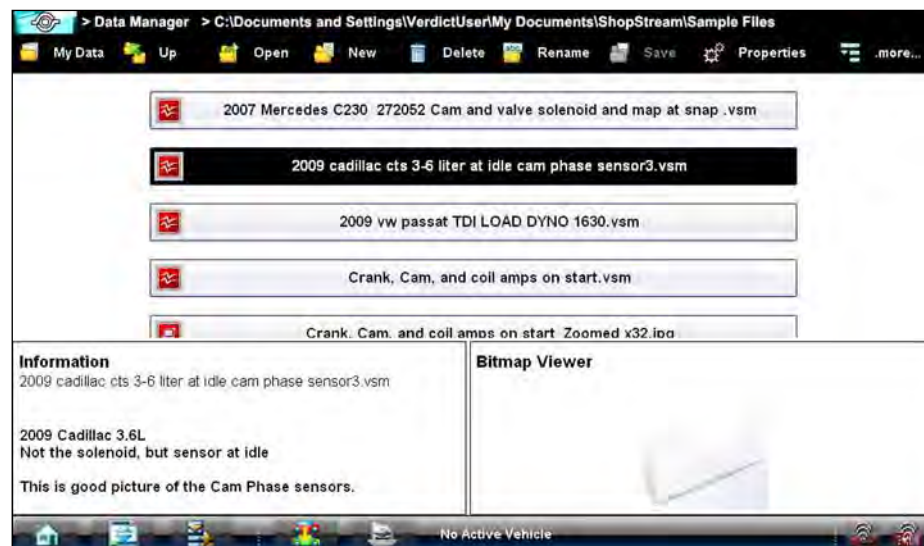 > Data Manager > C:\Documents and Settings\VerdictUser\My Documents\ShopStream\Sample Files
My Data Up Open New Delete Rename Save Properties .more...
2007 Mercedes C230 272052 Cam and valve solenoid and map at snap .vsm
2009 cadillac cts 3-6 liter at idle cam phase sensor3.vsm
2009 vw passat TDI LOAD DYNO 1630.vsm
Crank, Cam, and coil amps on start.vsm
Crank, Cam, and coil amps on start Zoomed x32.jpg
Information
2009 cadillac cts 3-6 liter at idle cam phase sensor3.vsm
2009 Cadillac 3.6L
Not the solenoid, but sensor at idle
This is good picture of the Cam Phase sensors.
Bitmap Viewer
No Active Vehicle